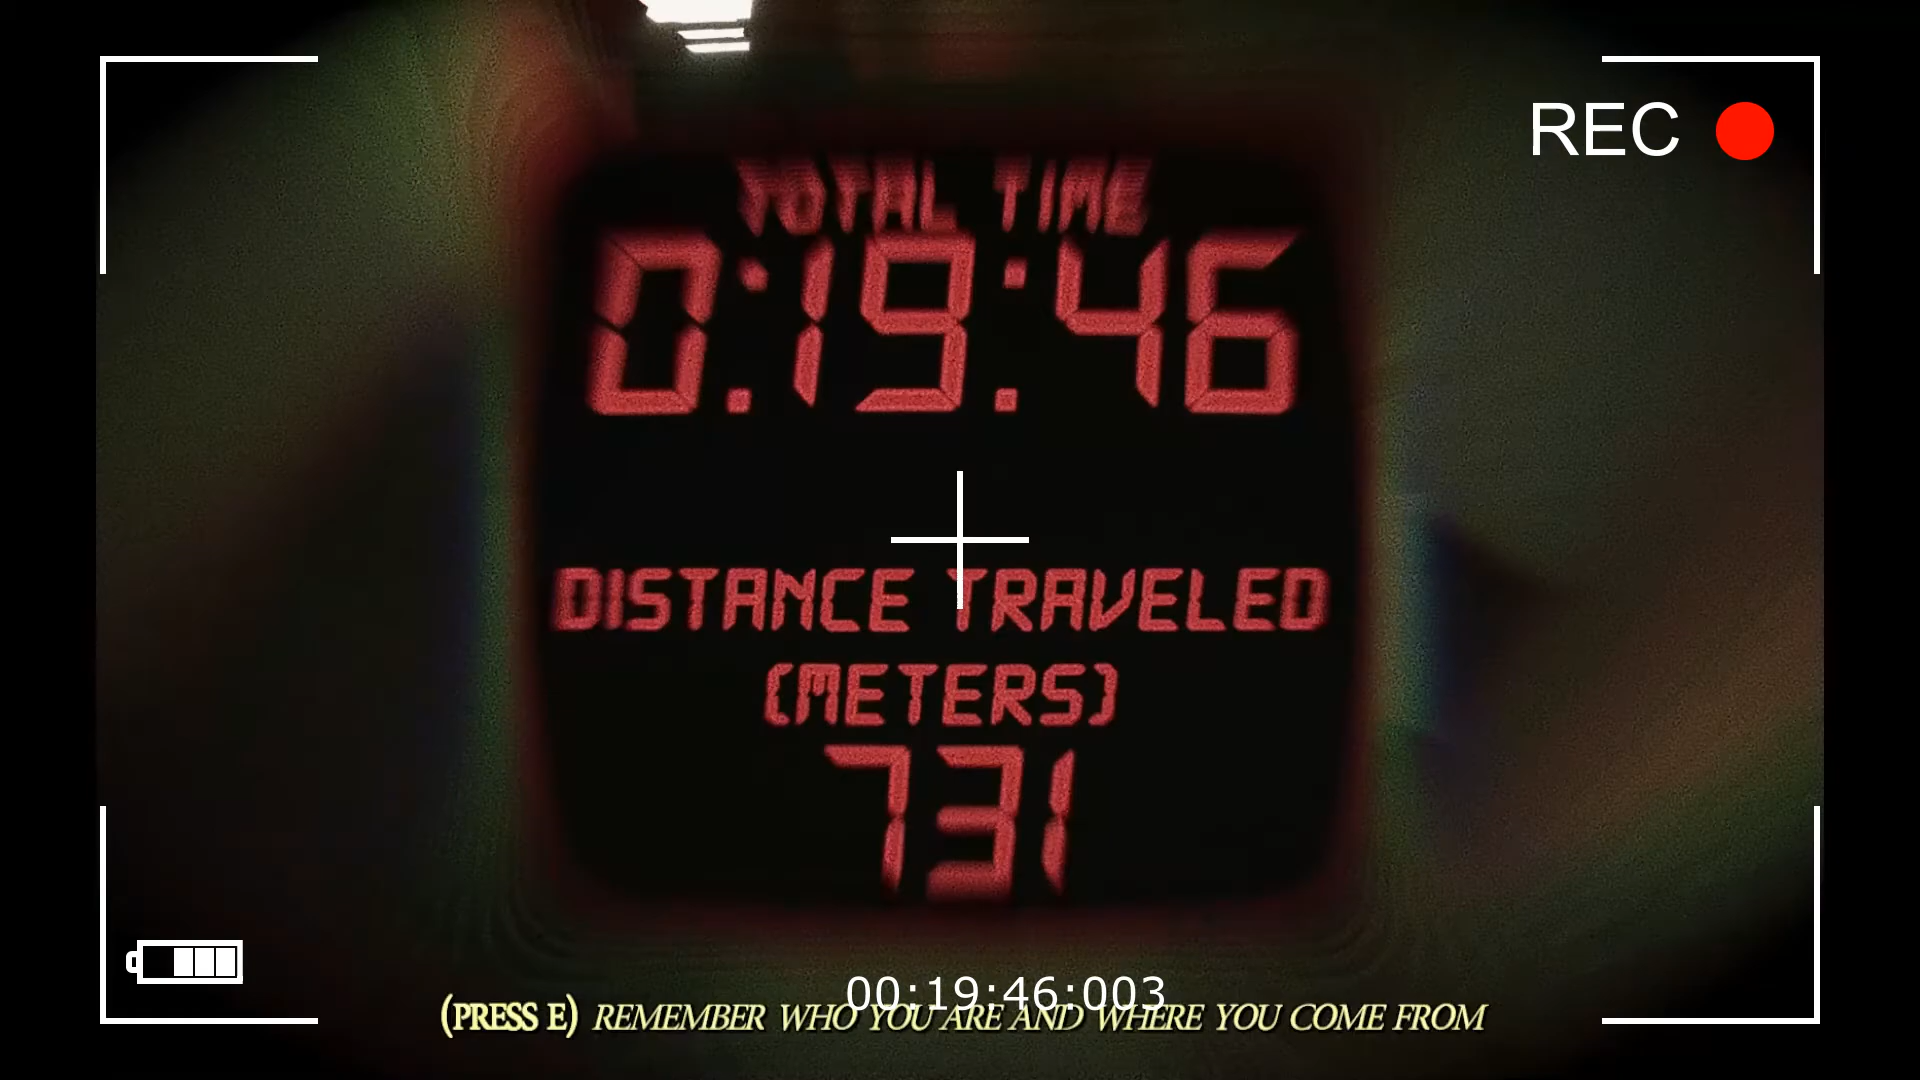 REC
TOTAL TIME
0:19:46
DISTANCE TRAVELED
(METERS)
731
00:19:46:003
(PRESS E) REMEMBER WHO YOU ARE AND WHERE YOU COME FROM